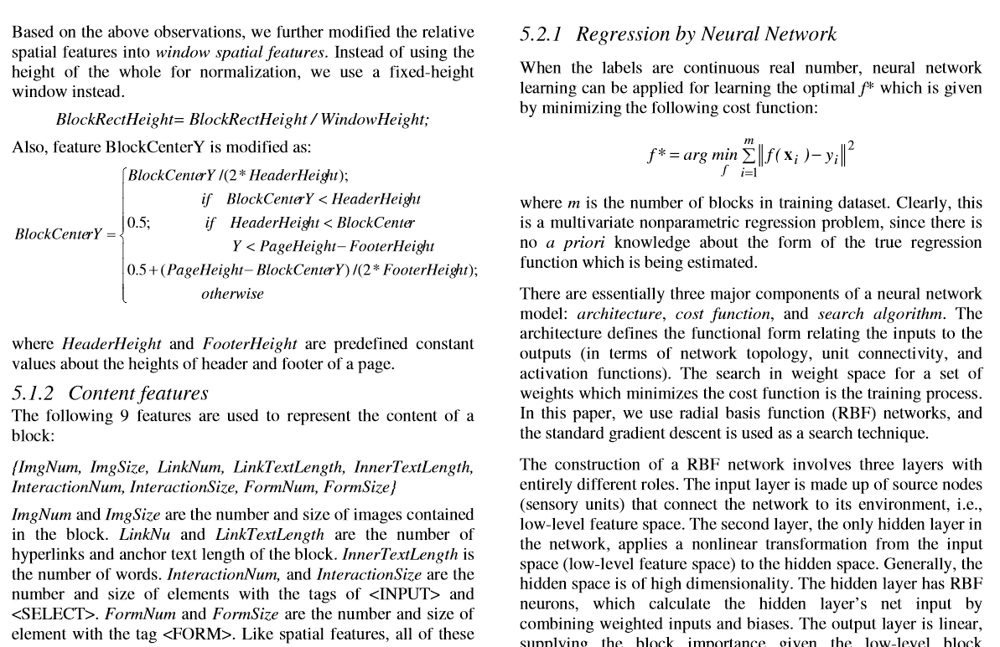 Based on the above observations, we further modified the relative
spatial features into window spatial features. Instead of using the
height of the whole for normalization, we use a fixed-height
window instead.
BlockRectHeight= BlockRectHeight / WindowHeight;
Also, feature BlockCenterY is modified as:
BlockCenterY /(2* HeaderHeight);
if BlockCenterY < HeaderHeight
0.5; if HeaderHeight < BlockCenter
BlockCenterY =
Y < PageHeight− FooterHeight
0.5+(PageHeight−BlockCenterY)/(2* FooterHeight);
otherwise
where HeaderHeight and FooterHeight are predefined constant
values about the heights of header and footer of a page.
5.1.2 Content features
The following 9 features are used to represent the content of a
block:
{ImgNum, ImgSize, LinkNum, LinkTextLength, InnerTextLength,
InteractionNum, InteractionSize, FormNum, FormSize}
ImgNum and ImgSize are the number and size of images contained
in the block. LinkNu and LinkTextLength are the number of
hyperlinks and anchor text length of the block. InnerTextLength is
the number of words. InteractionNum, and InteractionSize are the
number and size of elements with the tags of <INPUT> and
<SELECT>. FormNum and FormSize are the number and size of
element with the tag <FORM>. Like spatial features, all of these
5.2.1 Regression by Neural Network
When the labels are continuous real number, neural network
learning can be applied for learning the optimal f* which is given
by minimizing the following cost function:
f* = arg min_f ∑_{i=1}^{m} ‖f( x_i )− y_i‖^2
where m is the number of blocks in training dataset. Clearly, this
is a multivariate nonparametric regression problem, since there is
no a priori knowledge about the form of the true regression
function which is being estimated.
There are essentially three major components of a neural network
model: architecture, cost function, and search algorithm. The
architecture defines the functional form relating the inputs to the
outputs (in terms of network topology, unit connectivity, and
activation functions). The search in weight space for a set of
weights which minimizes the cost function is the training process.
In this paper, we use radial basis function (RBF) networks, and
the standard gradient descent is used as a search technique.
The construction of a RBF network involves three layers with
entirely different roles. The input layer is made up of source nodes
(sensory units) that connect the network to its environment, i.e.,
low-level feature space. The second layer, the only hidden layer in
the network, applies a nonlinear transformation from the input
space (low-level feature space) to the hidden space. Generally, the
hidden space is of high dimensionality. The hidden layer has RBF
neurons, which calculate the hidden layer's net input by
combining weighted inputs and biases. The output layer is linear,
supplying the block importance given the low-level block